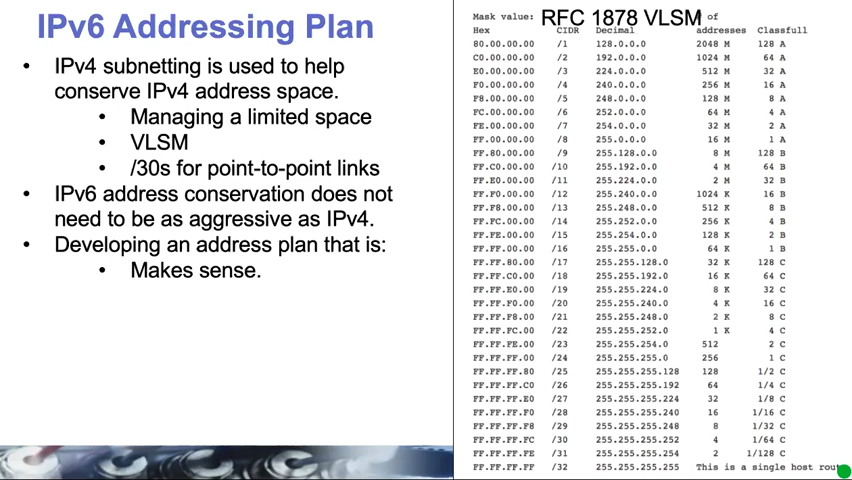 IPv6 Addressing Plan
• IPv4 subnetting is used to help
conserve IPv4 address space.
• Managing a limited space
• VLSM
• /30s for point-to-point links
• IPv6 address conservation does not
need to be as aggressive as IPv4.
• Developing an address plan that is:
• Makes sense.
RFC 1878 VLSM
Mask value: of
Hex CIDR Decimal addresses Classfull
80.00.00.00 /1 128.0.0.0 2048 M 128 A
C0.00.00.00 /2 192.0.0.0 1024 M 64 A
E0.00.00.00 /3 224.0.0.0 512 M 32 A
F0.00.00.00 /4 240.0.0.0 256 M 16 A
F8.00.00.00 /5 248.0.0.0 128 M 8 A
FC.00.00.00 /6 252.0.0.0 64 M 4 A
FE.00.00.00 /7 254.0.0.0 32 M 2 A
FF.00.00.00 /8 255.0.0.0 16 M 1 A
FF.80.00.00 /9 255.128.0.0 8 M 128 B
FF.C0.00.00 /10 255.192.0.0 4 M 64 B
FF.E0.00.00 /11 255.224.0.0 2 M 32 B
FF.F0.00.00 /12 255.240.0.0 1024 K 16 B
FF.F8.00.00 /13 255.248.0.0 512 K 8 B
FF.FC.00.00 /14 255.252.0.0 256 K 4 B
FF.FE.00.00 /15 255.254.0.0 128 K 2 B
FF.FF.00.00 /16 255.255.0.0 64 K 1 B
FF.FF.80.00 /17 255.255.128.0 32 K 128 C
FF.FF.C0.00 /18 255.255.192.0 16 K 64 C
FF.FF.E0.00 /19 255.255.224.0 8 K 32 C
FF.FF.F0.00 /20 255.255.240.0 4 K 16 C
FF.FF.F8.00 /21 255.255.248.0 2 K 8 C
FF.FF.FC.00 /22 255.255.252.0 1 K 4 C
FF.FF.FE.00 /23 255.255.254.0 512 2 C
FF.FF.FF.00 /24 255.255.255.0 256 1 C
FF.FF.FF.80 /25 255.255.255.128 128 1/2 C
FF.FF.FF.C0 /26 255.255.255.192 64 1/4 C
FF.FF.FF.E0 /27 255.255.255.224 32 1/8 C
FF.FF.FF.F0 /28 255.255.255.240 16 1/16 C
FF.FF.FF.F8 /29 255.255.255.248 8 1/32 C
FF.FF.FF.FC /30 255.255.255.252 4 1/64 C
FF.FF.FF.FE /31 255.255.255.254 2 1/128 C
FF.FF.FF.FF /32 255.255.255.255 This is a single host